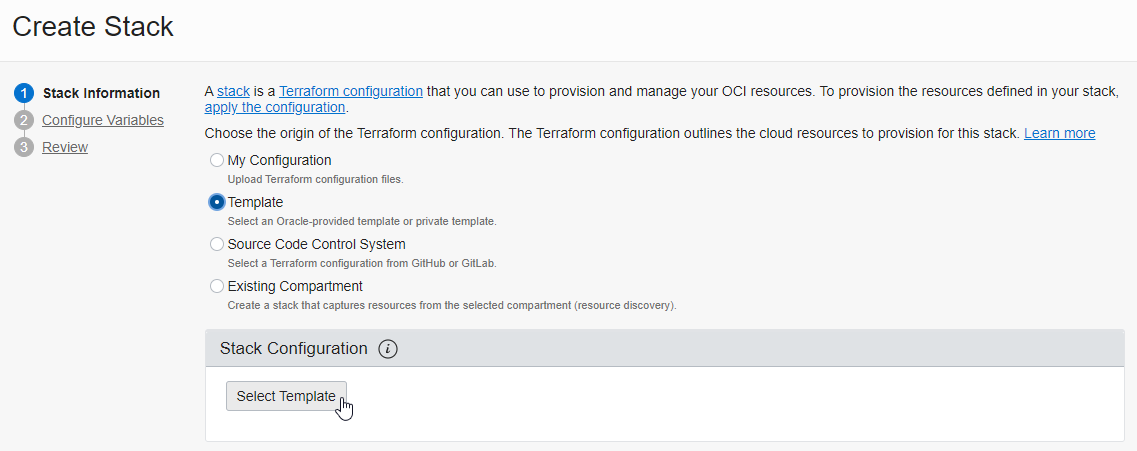 Create Stack
1 Stack Information
2 Configure Variables
3 Review
A stack is a Terraform configuration that you can use to provision and manage your OCI resources. To provision the resources defined in your stack,
apply the configuration.
Choose the origin of the Terraform configuration. The Terraform configuration outlines the cloud resources to provision for this stack. Learn more
My Configuration
Upload Terraform configuration files.
Template
Select an Oracle-provided template or private template.
Source Code Control System
Select a Terraform configuration from GitHub or GitLab.
Existing Compartment
Create a stack that captures resources from the selected compartment (resource discovery).
Stack Configuration i
Select Template